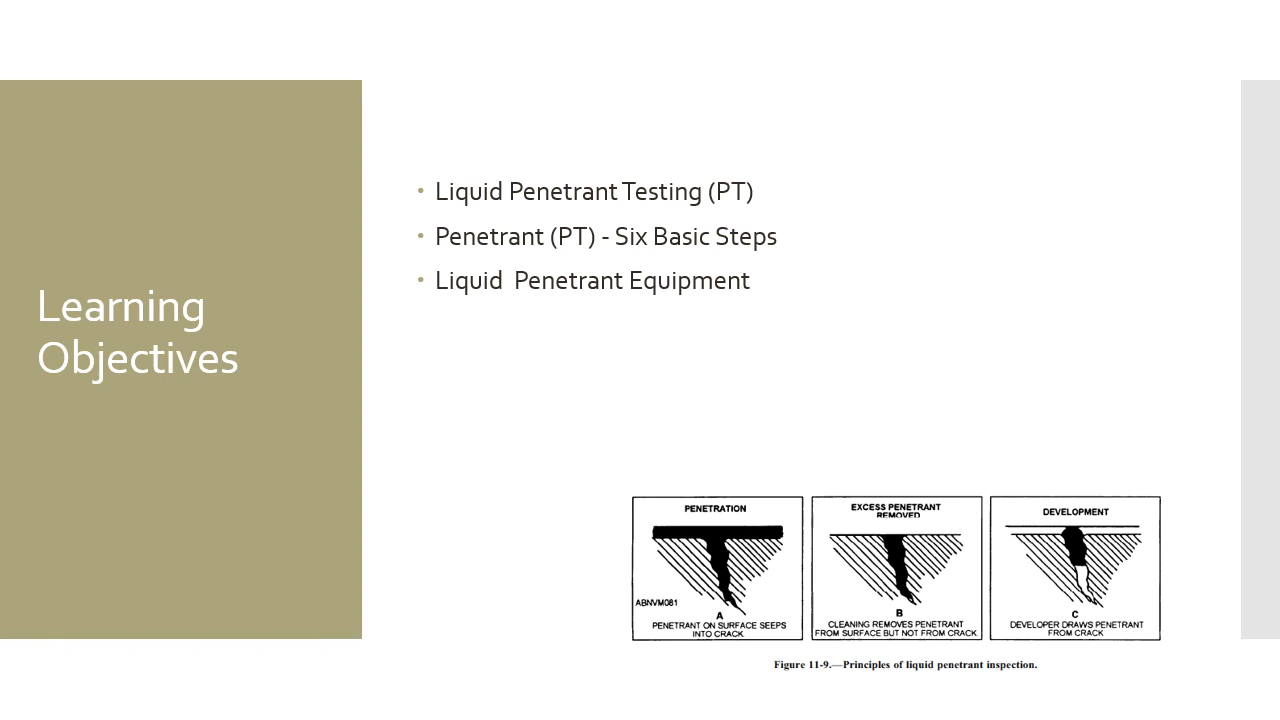 Learning
Objectives
• Liquid Penetrant Testing (PT)
• Penetrant (PT) - Six Basic Steps
• Liquid  Penetrant Equipment
PENETRATION
ABNVM081
A
PENETRANT ON SURFACE SEEPS
INTO CRACK
EXCESS PENETRANT
REMOVED
B
CLEANING REMOVES PENETRANT
FROM SURFACE BUT NOT FROM CRACK
DEVELOPMENT
C
DEVELOPER DRAWS PENETRANT
FROM CRACK
Figure 11-9.—Principles of liquid penetrant inspection.